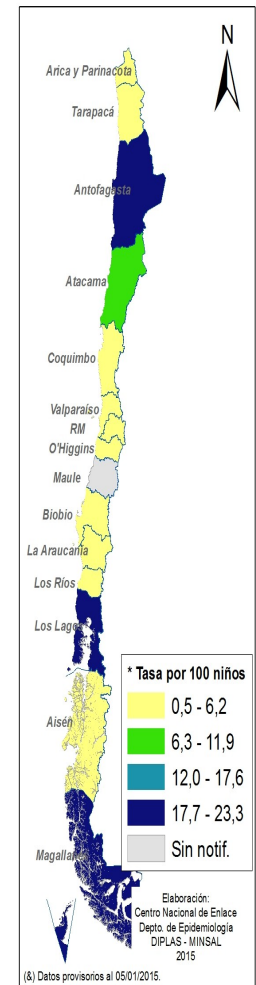 N
Arica y Parinacota
Tarapacá
Antofagasta
Atacama
Coquimbo
Valparaíso
RM
O'Higgins
Maule
Biobio
La Araucanía
Los Ríos
Los Lagos
Aisén
Magallanes
* Tasa por 100 niños
0,5 - 6,2
6,3 - 11,9
12,0 - 17,6
17,7 - 23,3
Sin notif.
Elaboración:
Centro Nacional de Enlace
Depto. de Epidemiología
DIPLAS - MINSAL
2015
(&) Datos provisorios al 05/01/2015.